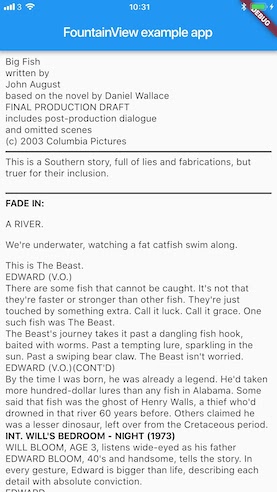 3 10:31
DEBUG
FountainView example app
Big Fish
written by
John August
based on the novel by Daniel Wallace
FINAL PRODUCTION DRAFT
includes post-production dialogue
and omitted scenes
(c) 2003 Columbia Pictures
This is a Southern story, full of lies and fabrications, but
truer for their inclusion.
FADE IN:
A RIVER.
We're underwater, watching a fat catfish swim along.
This is The Beast.
EDWARD (V.O.)
There are some fish that cannot be caught. It's not that
they're faster or stronger than other fish. They're just
touched by something extra. Call it luck. Call it grace. One
such fish was The Beast.
The Beast's journey takes it past a dangling fish hook,
baited with worms. Past a tempting lure, sparkling in the
sun. Past a swiping bear claw. The Beast isn't worried.
EDWARD (V.O.)(CONT'D)
By the time I was born, he was already a legend. He'd taken
more hundred-dollar lures than any fish in Alabama. Some
said that fish was the ghost of Henry Walls, a thief who'd
drowned in that river 60 years before. Others claimed he
was a lesser dinosaur, left over from the Cretaceous period.
INT. WILL'S BEDROOM - NIGHT (1973)
WILL BLOOM, AGE 3, listens wide-eyed as his father
EDWARD BLOOM, 40's and handsome, tells the story. In
every gesture, Edward is bigger than life, describing each
detail with absolute conviction.
EDWARD